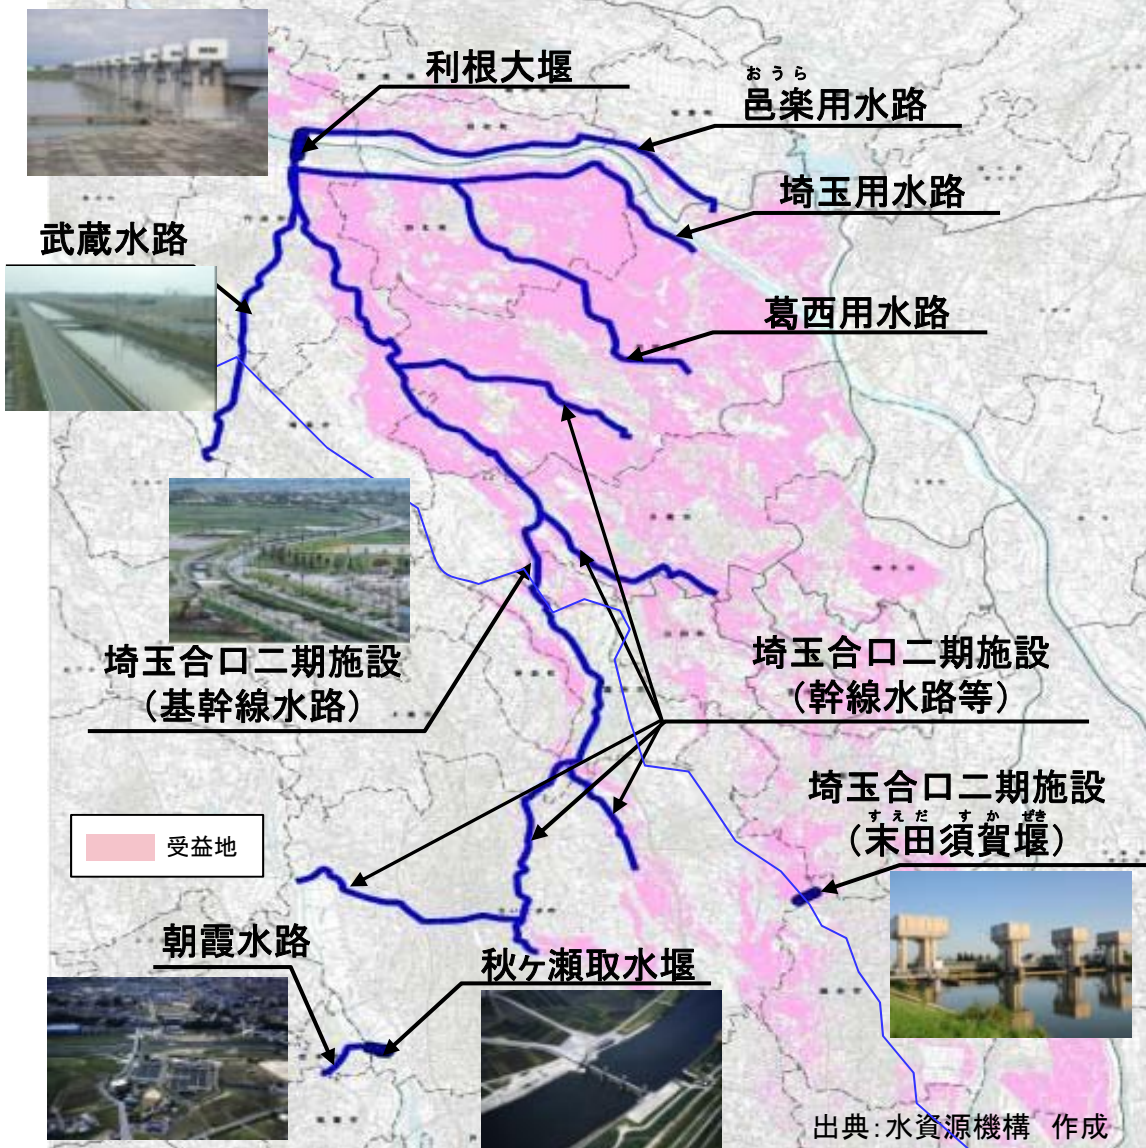 利根大堰
おうら
邑楽用水路
埼玉用水路
武蔵水路
葛西用水路
埼玉合口二期施設
(基幹線水路)
埼玉合口二期施設
(幹線水路等)
埼玉合口二期施設
すえだ すか ぜき
(末田須賀堰)
受益地
朝霞水路
秋ヶ瀬取水堰
出典:水資源機構 作成